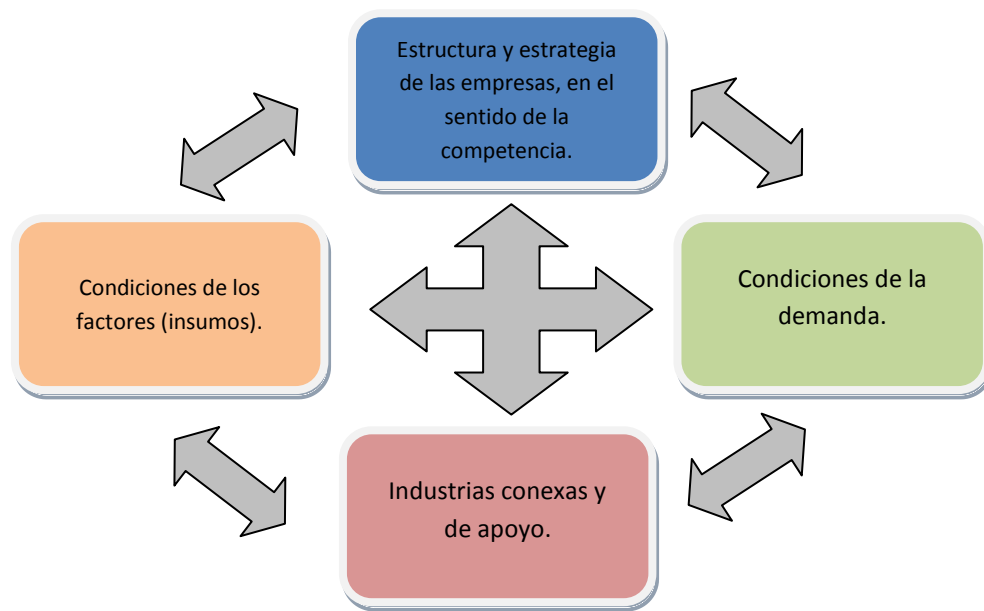 Estructura y estrategia
de las empresas, en el
sentido de la
competencia.
Condiciones de los
factores (insumos).
Condiciones de la
demanda.
Industrias conexas y
de apoyo.